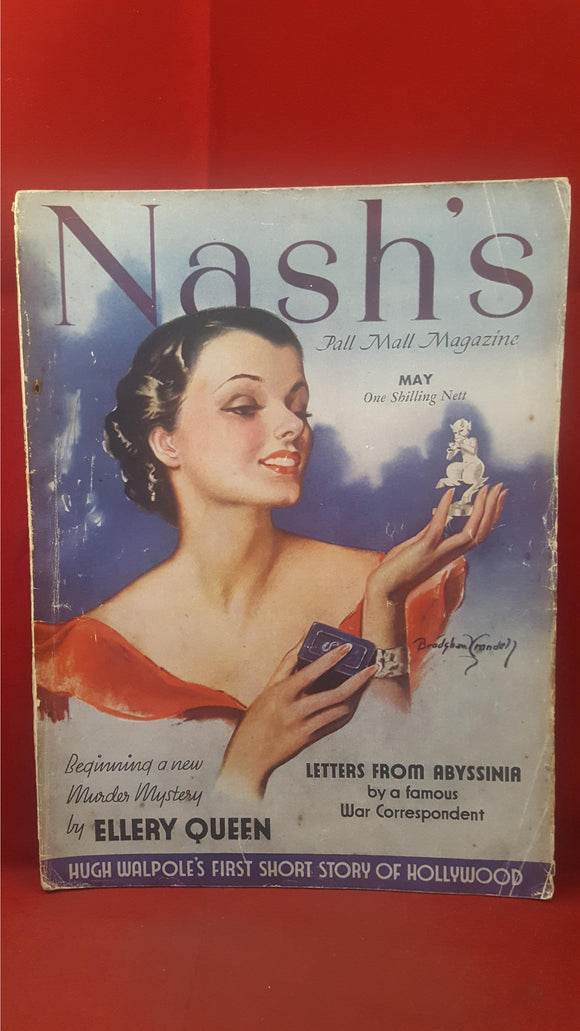 Nash's
Pall Mall Magazine
MAY
One Shilling Nett
Bradshaw Crandell
Beginning a new
Murder Mystery
by ELLERY QUEEN
LETTERS FROM ABYSSINIA
by a famous
War Correspondent
HUGH WALPOLE'S FIRST SHORT STORY OF HOLLYWOOD